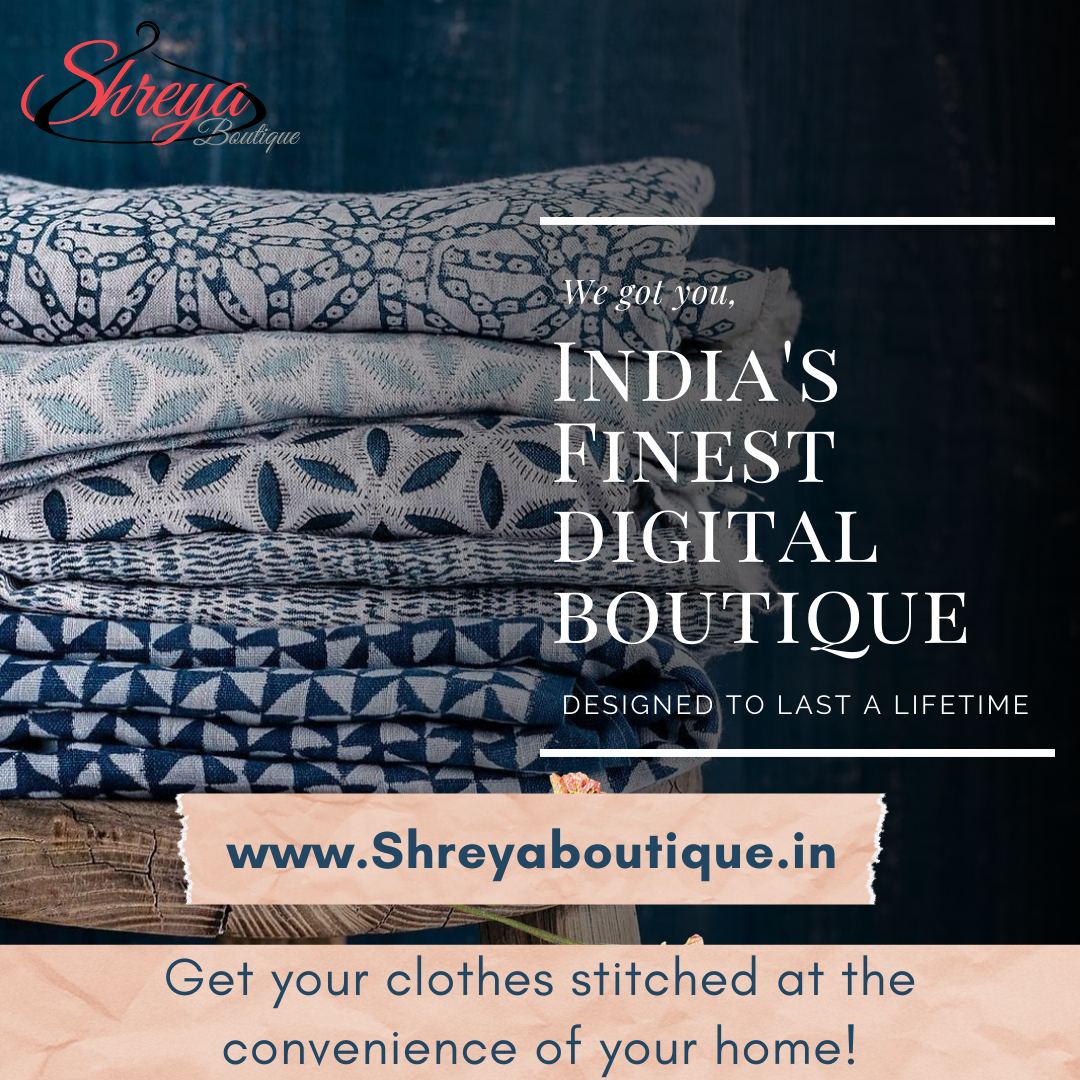 Shreya
Boutique
We got you,
India's
Finest
digital
boutique
DESIGNED TO LAST A LIFETIME
www.Shreyaboutique.in
Get your clothes stitched at the
convenience of your home!